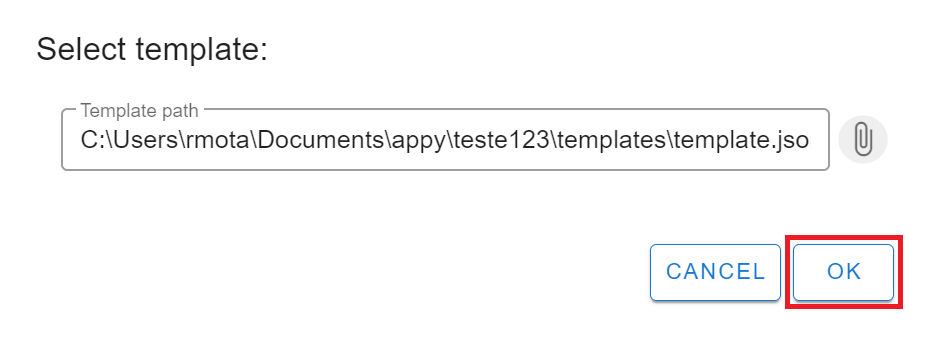 Select template:
Template path
C:\Users\rmota\Documents\appy\teste123\templates\template.jso
CANCEL
OK